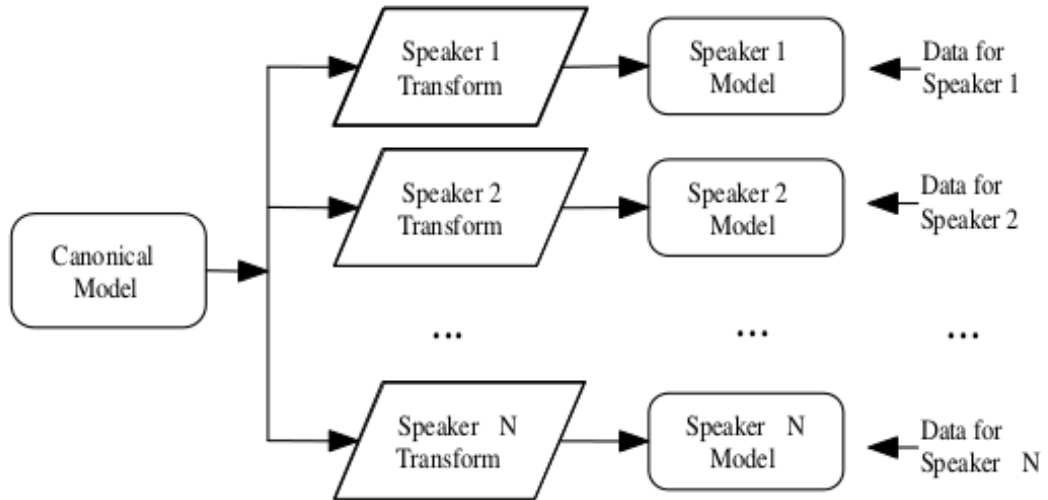 Speaker 1
Transform
Speaker 1
Model
Data for
Speaker 1
Speaker 2
Transform
Speaker 2
Model
Data for
Speaker 2
Canonical
Model
... ... ...
Speaker N
Transform
Speaker N
Model
Data for
Speaker N